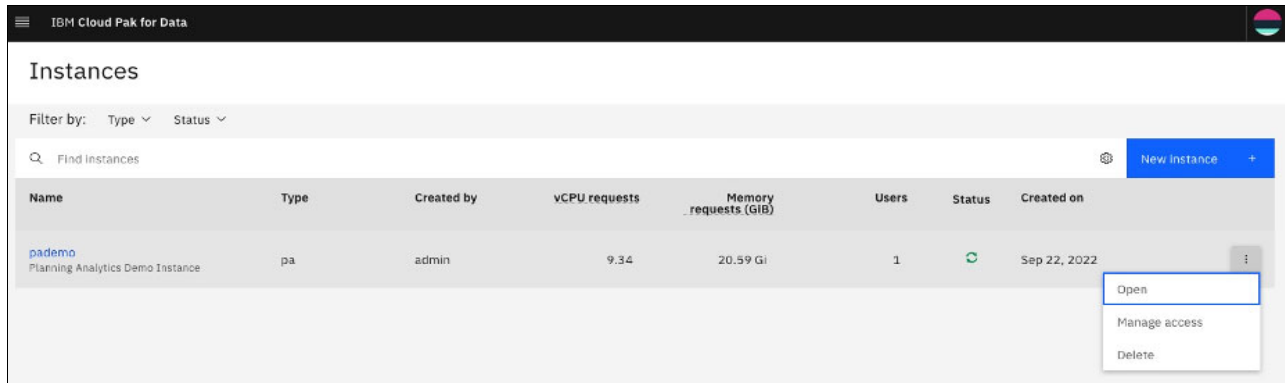 IBM Cloud Pak for Data
Instances
Filter by: Type Status
Find instances
New instance +
Name Type Created by vCPU requests Memory requests (GiB) Users Status Created on
pademo
Planning Analytics Demo Instance
pa admin 9.34 20.59 Gi 1 Sep 22, 2022
Open
Manage access
Delete